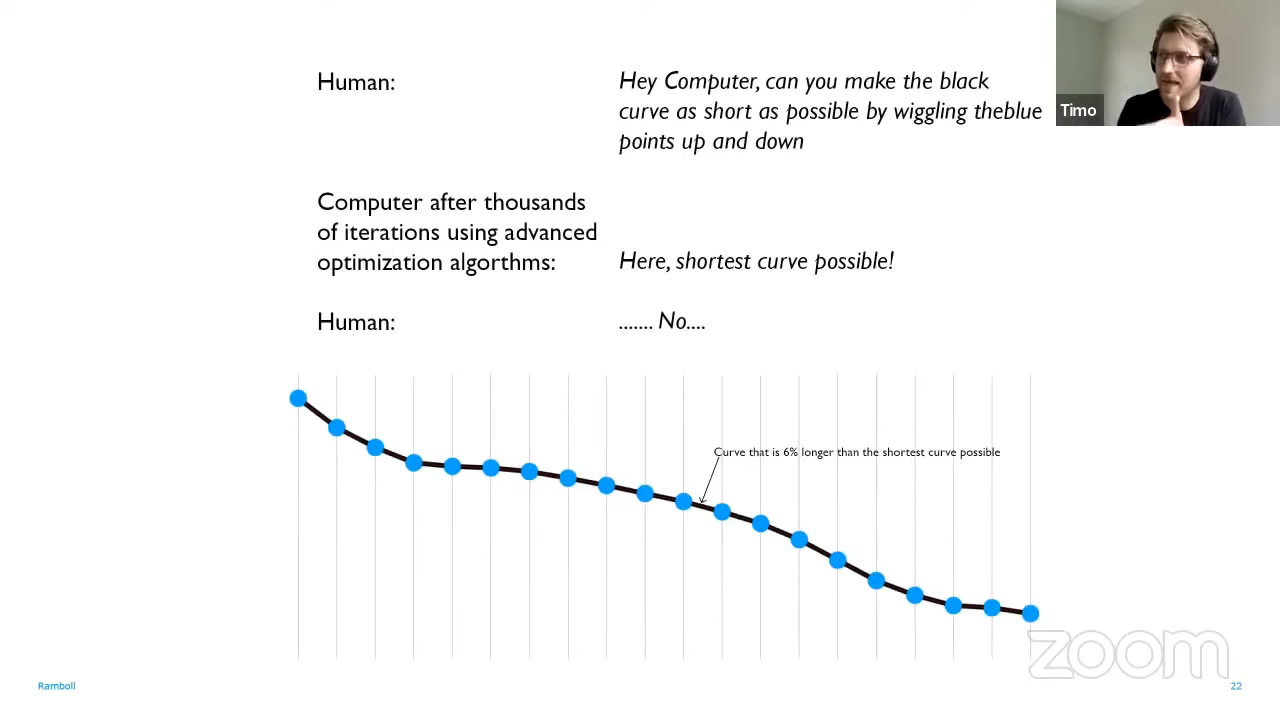 Human:
Hey Computer, can you make the black
curve as short as possible by wiggling theblue
points up and down
Timo
Computer after thousands
of iterations using advanced
optimization algorthms:
Here, shortest curve possible!
Human:
....... No....
Curve that is 6% longer than the shortest curve possible
zoom
Ramboll
22